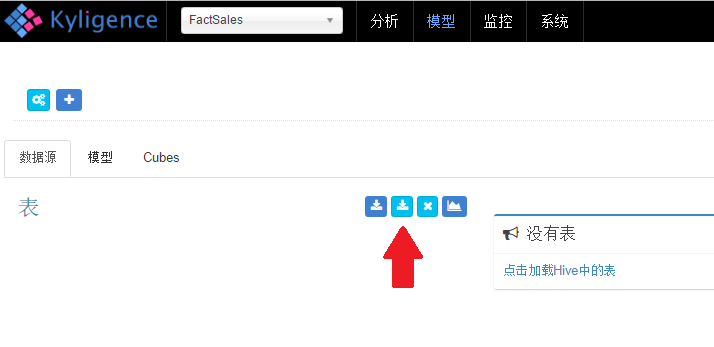 Kyligence FactSales 分析 模型 监控 系统
数据源 模型 Cubes
表
没有表
点击加载Hive中的表